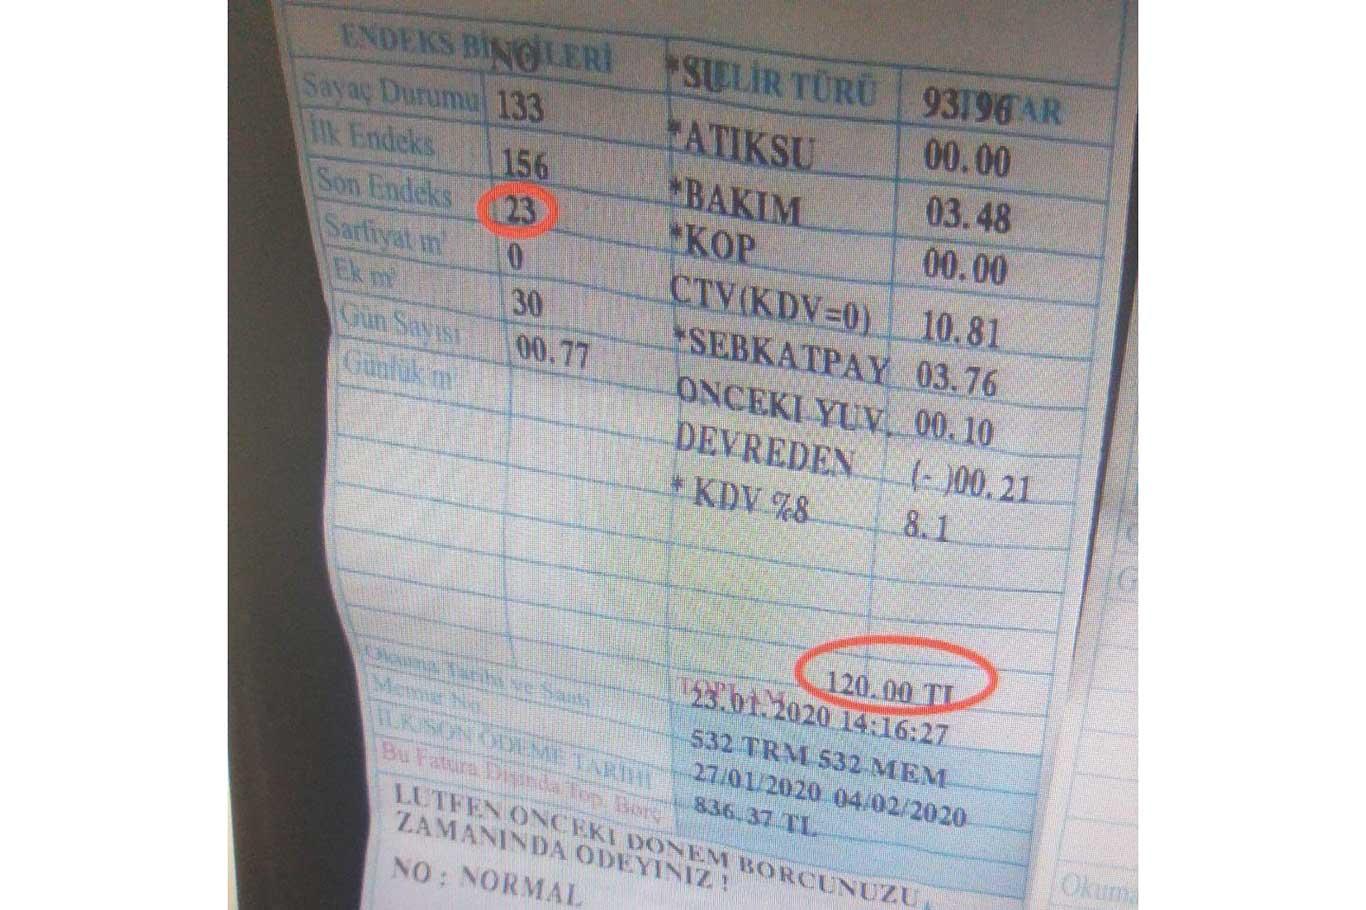 ENDEKS BİLGİLERİ NO *SU GELİR TÜRÜ 93.96 TUTAR
Sayaç Durumu 133 *ATIKSU 00.00
İlk Endeks 156 *BAKIM 03.48
Son Endeks 23 *KOP 00.00
Sarfiyat m³ 0 CTV(KDV=0) 10.81
Ek m³ 30 *SEBKATPAY 03.76
Gün Sayısı 00.77 ONCEKI YUV. 00.10
Günlük m³ DEVREDEN (-)00.21
* KDV %8 8.1
TOPLAM 120.00 TL
Okuma Tarihi ve Saati 23.01.2020 14:16:27
Memur No. 532 TRM 532 MEM
İLK/SON ÖDEME TARİHİ 27/01/2020 04/02/2020
Bu Fatura Dışında Top. Borç 836.37 TL
LUTFEN ONCEKI DONEM BORCUNUZU
ZAMANINDA ODEYINIZ !
NO : NORMAL
Okuma